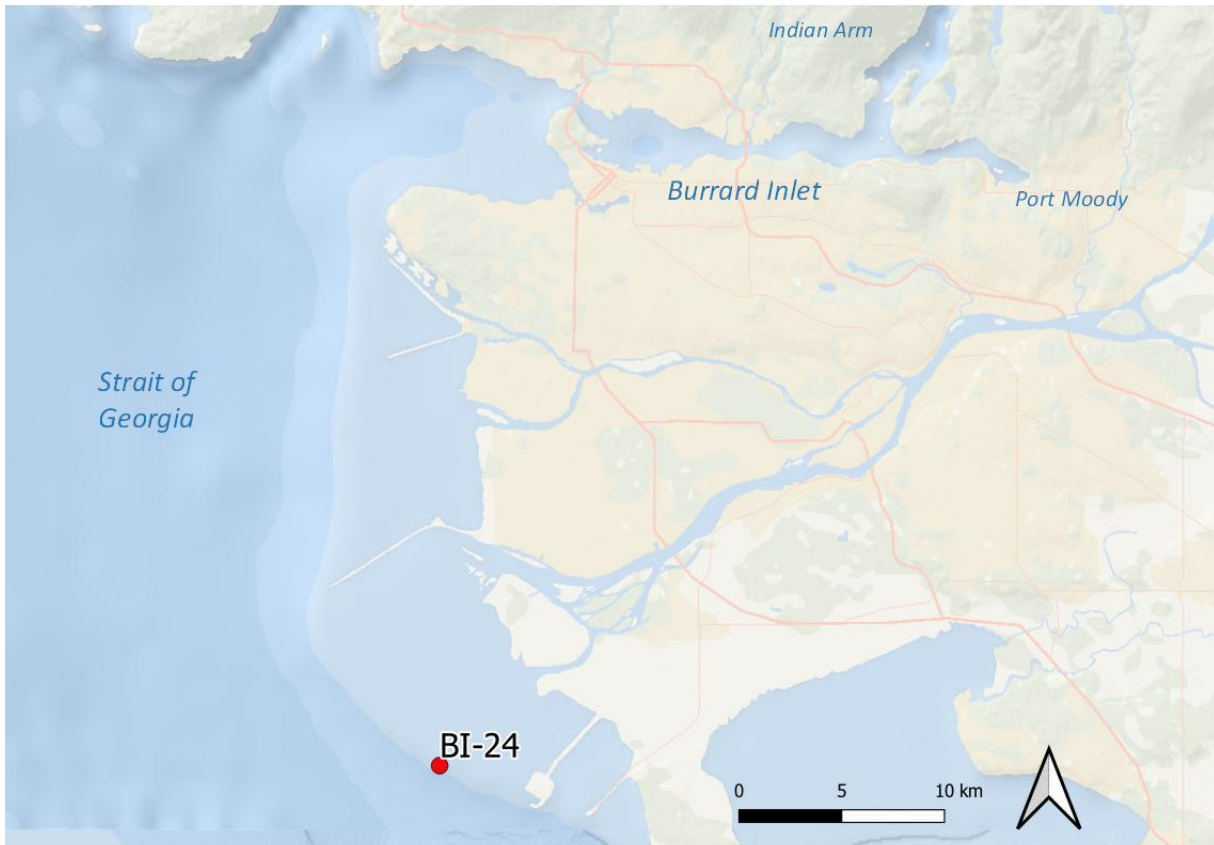 Indian Arm
Burrard Inlet
Port Moody
Strait of
Georgia
BI-24
0 5 10 km